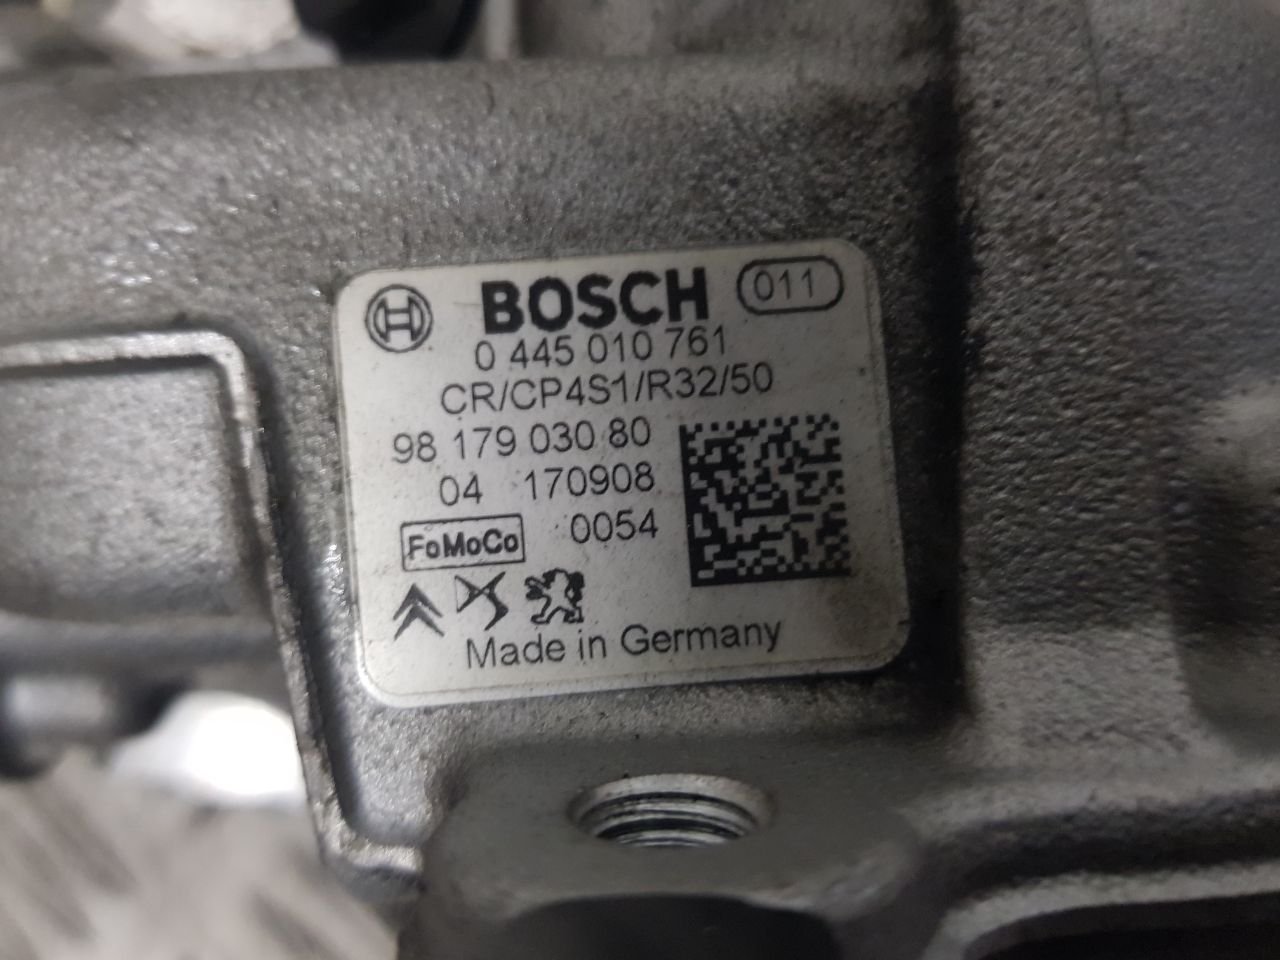 BOSCH 011
0 445 010 761
CR/CP4S1/R32/50
98 179 030 80
04 170908
FoMoCo 0054
Made in Germany